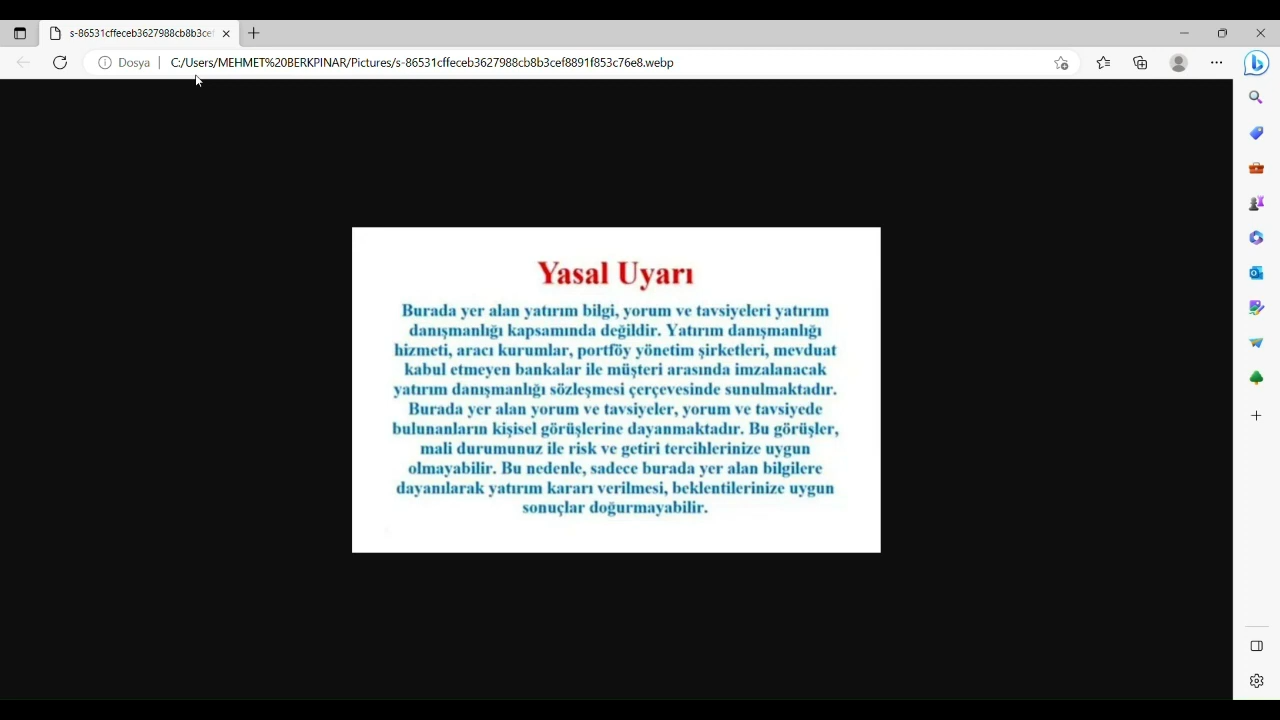 s-86531cffeceb3627988cb8b3cef
Dosya
C:/Users/MEHMET%20BERKPINAR/Pictures/s-86531cffeceb3627988cb8b3cef8891f853c76e8.webp
Yasal Uyarı
Burada yer alan yatırım bilgi, yorum ve tavsiyeleri yatırım
danışmanlığı kapsamında değildir. Yatırım danışmanlığı
hizmeti, aracı kurumlar, portföy yönetim şirketleri, mevduat
kabul etmeyen bankalar ile müşteri arasında imzalanacak
yatırım danışmanlığı sözleşmesi çerçevesinde sunulmaktadır.
Burada yer alan yorum ve tavsiyeler, yorum ve tavsiyede
bulunanların kişisel görüşlerine dayanmaktadır. Bu görüşler,
mali durumunuz ile risk ve getiri tercihlerinize uygun
olmayabilir. Bu nedenle, sadece burada yer alan bilgilere
dayanılarak yatırım kararı verilmesi, beklentilerinize uygun
sonuçlar doğurmayabilir.